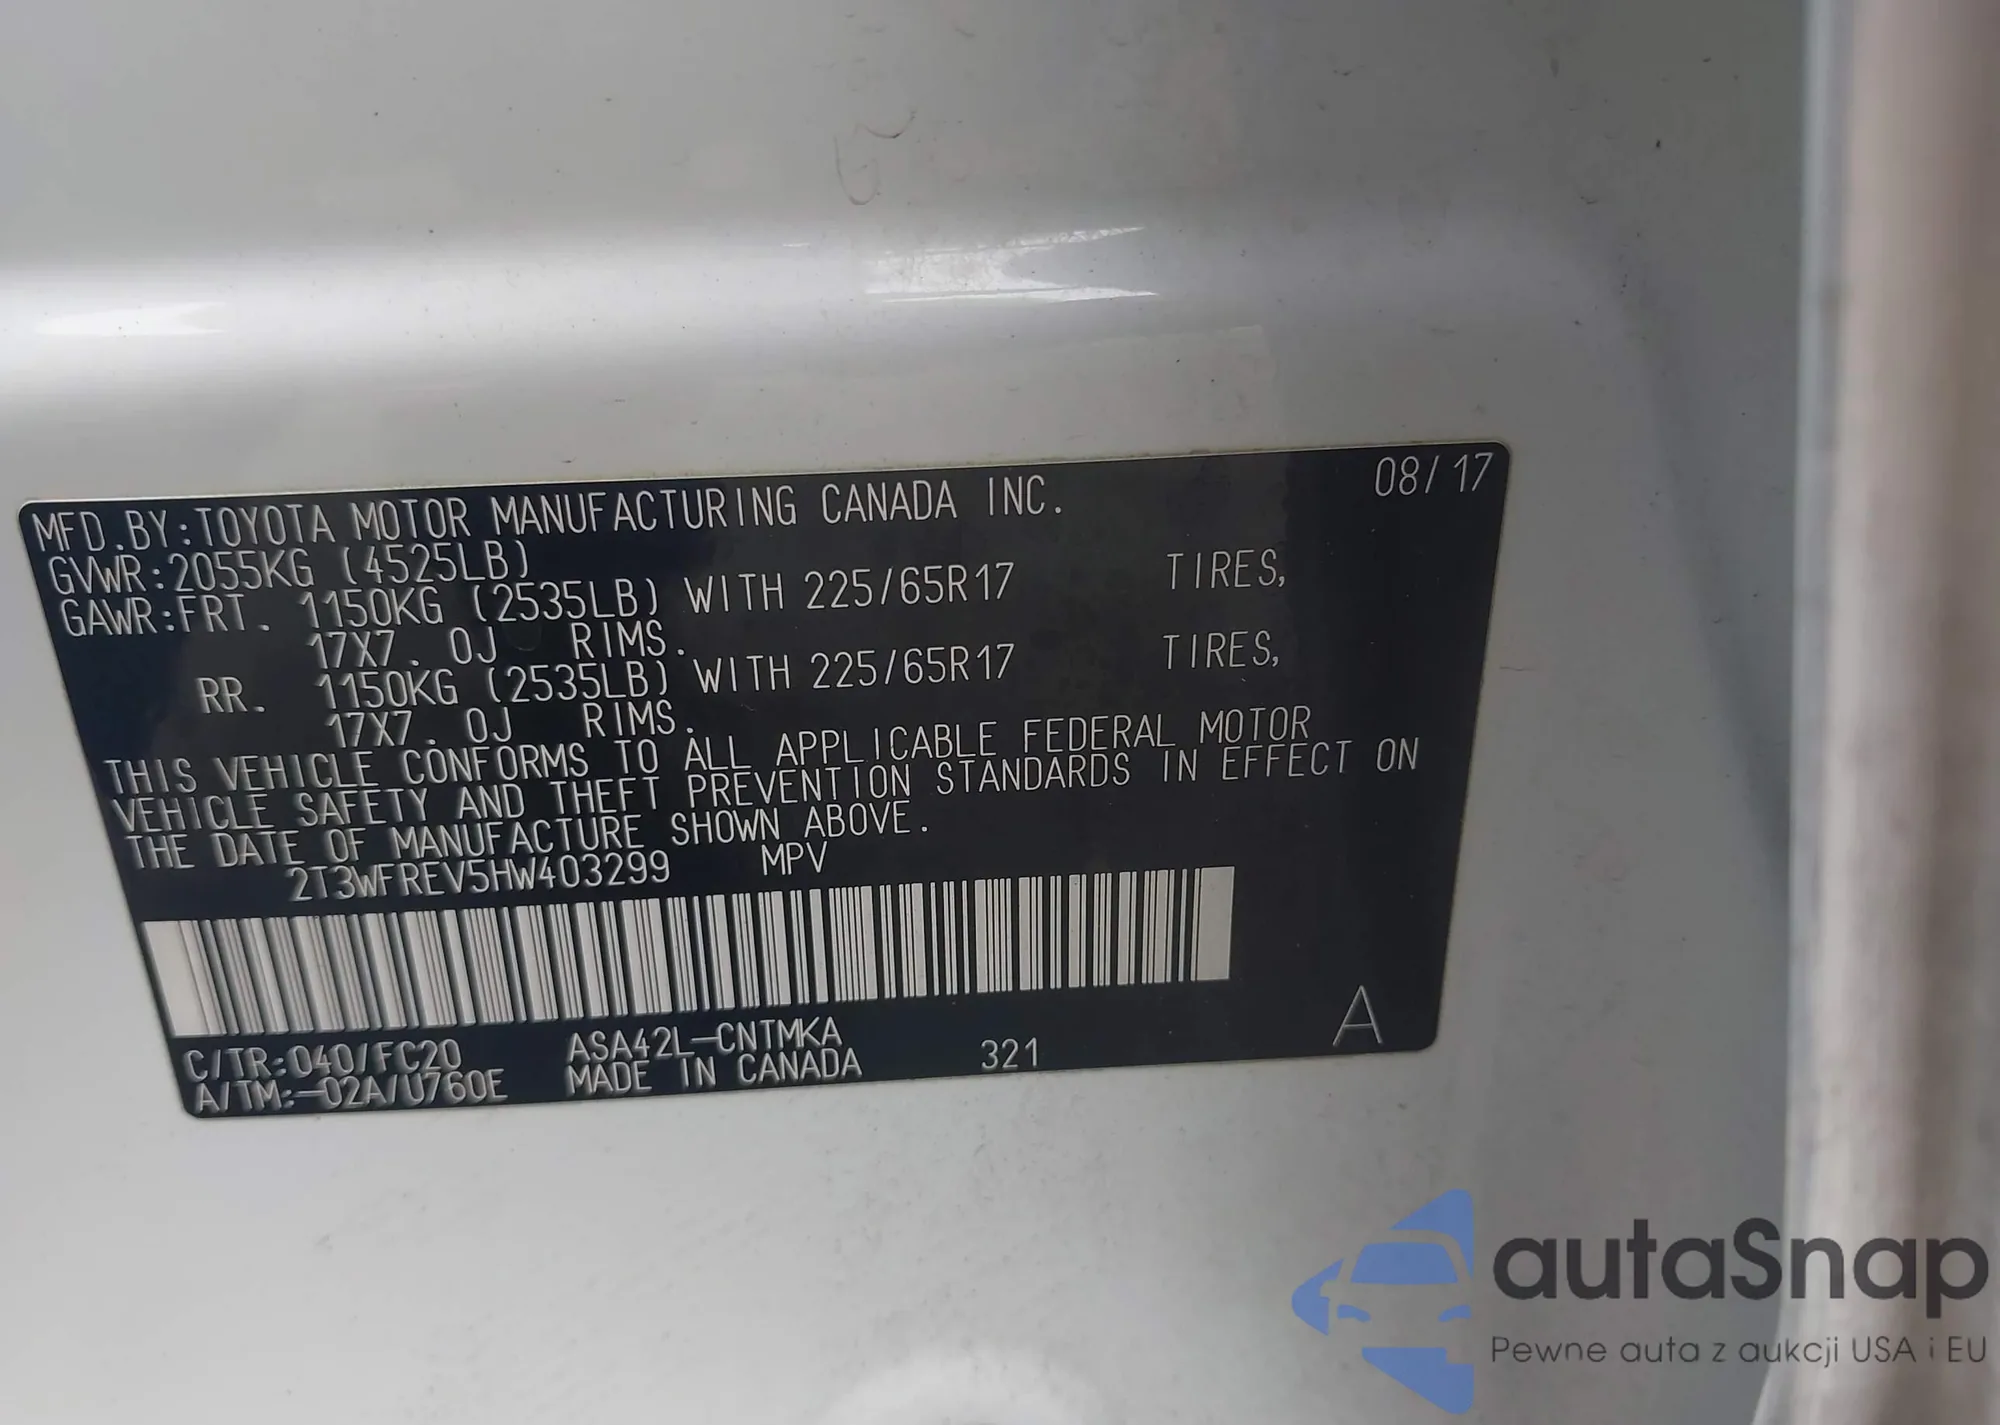 08/17
MFD.BY:TOYOTA MOTOR MANUFACTURING CANADA INC.
GVWR:2055KG (4525LB)
GAWR:FRT. 1150KG (2535LB) WITH 225/65R17 TIRES,
17X7.0J RIMS.
RR. 1150KG (2535LB) WITH 225/65R17 TIRES,
17X7.0J RIMS.
THIS VEHICLE CONFORMS TO ALL APPLICABLE FEDERAL MOTOR
VEHICLE SAFETY AND THEFT PREVENTION STANDARDS IN EFFECT ON
THE DATE OF MANUFACTURE SHOWN ABOVE.
2T3WFREV5HW403299 MPV
C/TR:040/FC20 ASA42L-CNTMKA
A/TM:-02A/U760E MADE IN CANADA 321 A
autaSnap
Pewne auta z aukcji USA i EU